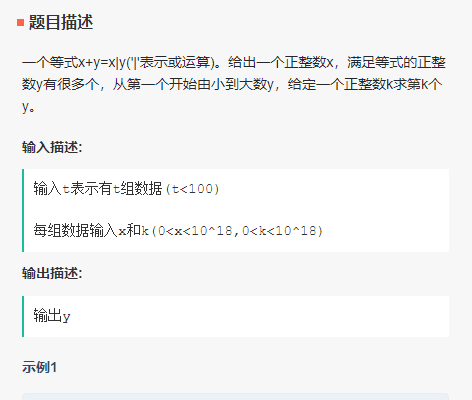 题目描述
一个等式x+y=x|y('|'表示或运算)。给出一个正整数x，满足等式的正整
数y有很多个，从第一个开始由小到大数y，给定一个正整数k求第k个
y。
输入描述:
输入t表示有t组数据(t<100)
每组数据输入x和k(0<x<10^18,0<k<10^18)
输出描述:
输出y
示例1